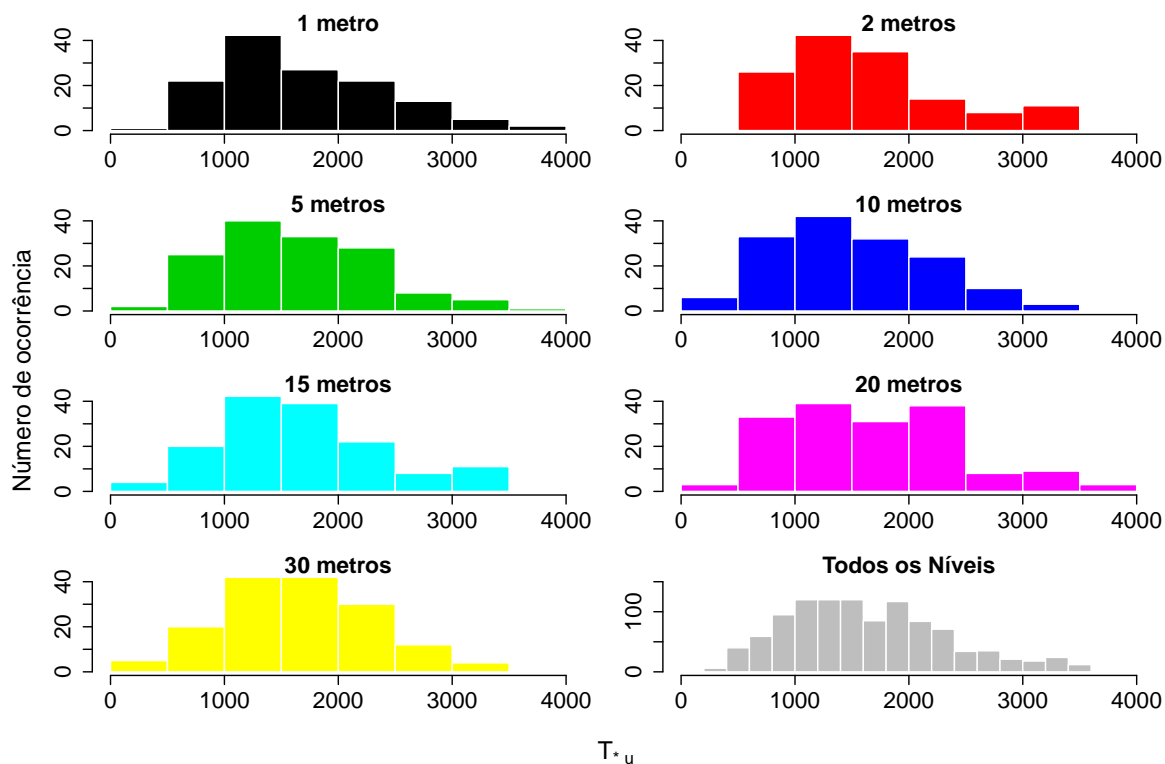 1 metro
0 20 40
0 1000 2000 3000 4000
2 metros
0 20 40
0 1000 2000 3000 4000
5 metros
0 20 40
0 1000 2000 3000 4000
10 metros
0 20 40
0 1000 2000 3000 4000
15 metros
0 20 40
0 1000 2000 3000 4000
20 metros
0 20 40
0 1000 2000 3000 4000
30 metros
0 20 40
0 1000 2000 3000 4000
Todos os Níveis
0 100
0 1000 2000 3000 4000
Número de ocorrência
T* u